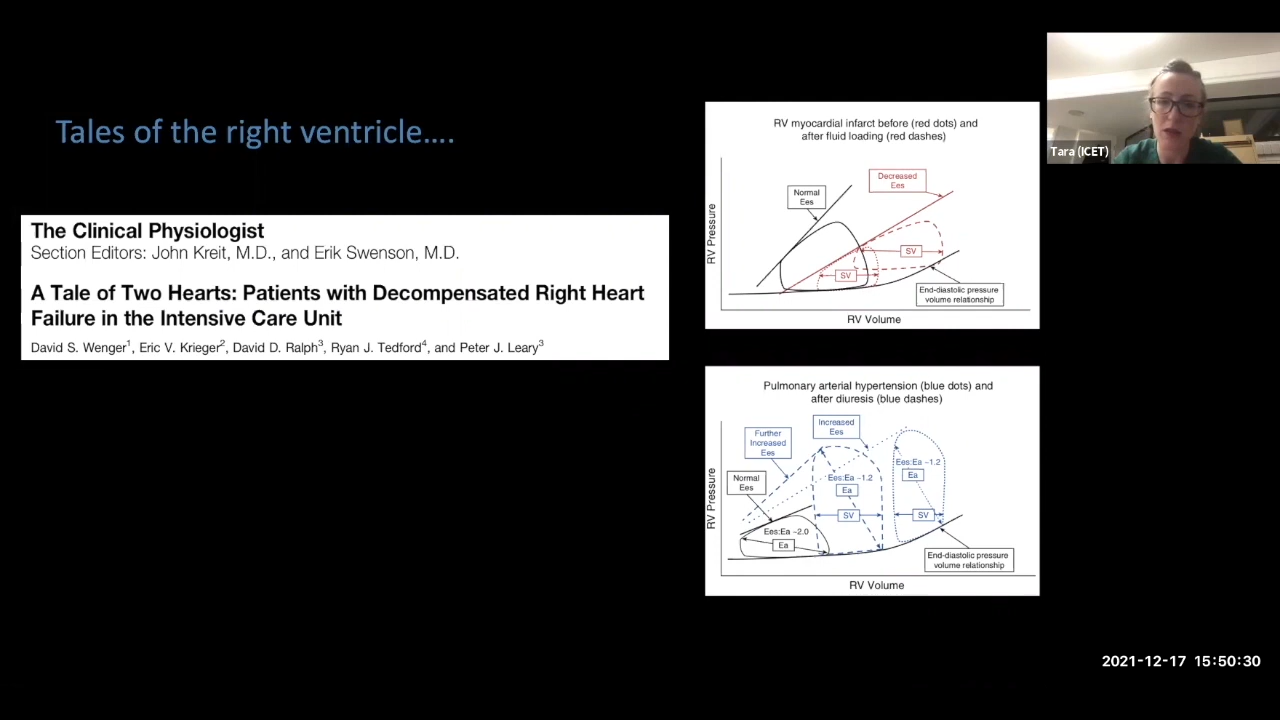 Tales of the right ventricle....
The Clinical Physiologist
Section Editors: John Kreit, M.D., and Erik Swenson, M.D.
A Tale of Two Hearts: Patients with Decompensated Right Heart
Failure in the Intensive Care Unit
David S. Wenger1, Eric V. Krieger2, David D. Ralph3, Ryan J. Tedford4, and Peter J. Leary3
RV myocardial infarct before (red dots) and
after fluid loading (red dashes)
Normal
Ees
Decreased
Ees
SV
SV
End-diastolic pressure
volume relationship
RV Pressure
RV Volume
Pulmonary arterial hypertension (blue dots) and
after diuresis (blue dashes)
Further
Increased
Ees
Increased
Ees
Normal
Ees
Ees:Ea ~1.2
Ea
Ees:Ea ~1.2
Ea
SV
SV
Ees:Ea ~2.0
Ea
End-diastolic pressure
volume relationship
RV Pressure
RV Volume
Tara (ICET)
2021-12-17 15:50:30